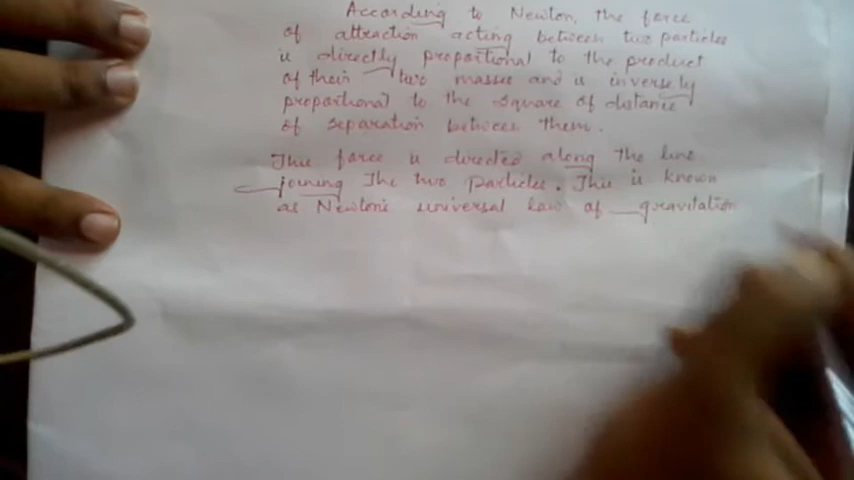 According to Newton, the force
of attraction acting between two particles
is directly proportional to the product
of their two masses and is inversely
proportional to the square of distance
of separation between them.
This force is directed along the line
joining the two particles. This is known
as Newton's universal law of gravitation